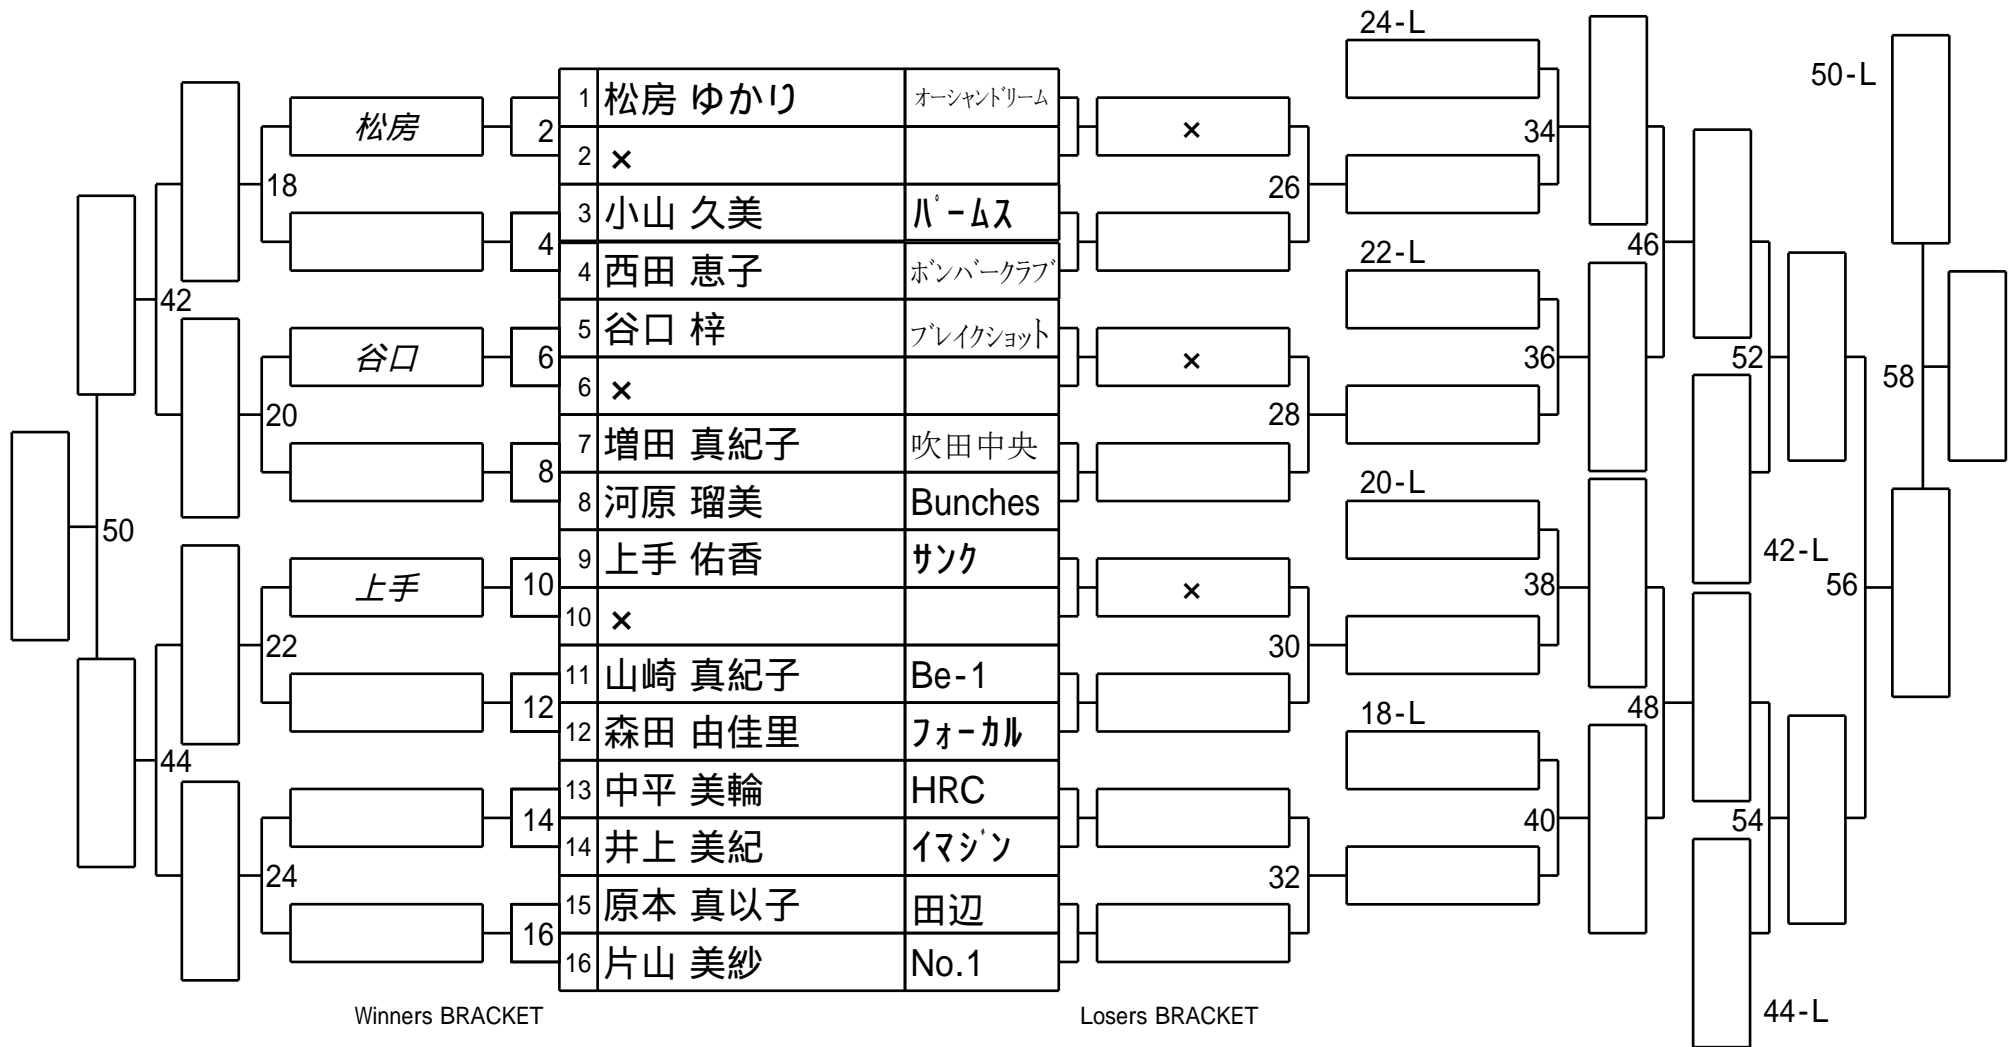 24-L
50-L
1 松房 ゆかり オーシャンドリーム
松房 2 × 34
2 ×
18 26
3 小山 久美 パームス
4 22-L 46
4 西田 恵子 ボンバークラブ
42
5 谷口 梓 ブレイクショット
谷口 6 × 36 52 58
6 ×
20 28
7 増田 真紀子 吹田中央
8 20-L
8 河原 瑠美 Bunches
50
9 上手 佑香 サンク 42-L
上手 10 × 38 56
10 ×
22 30
11 山崎 真紀子 Be-1
12 18-L 48
12 森田 由佳里 フォーカル
44
13 中平 美輪 HRC
14 40 54
14 井上 美紀 イマジン
24 32
15 原本 真以子 田辺
16
16 片山 美紗 No.1
Winners BRACKET Losers BRACKET 44-L